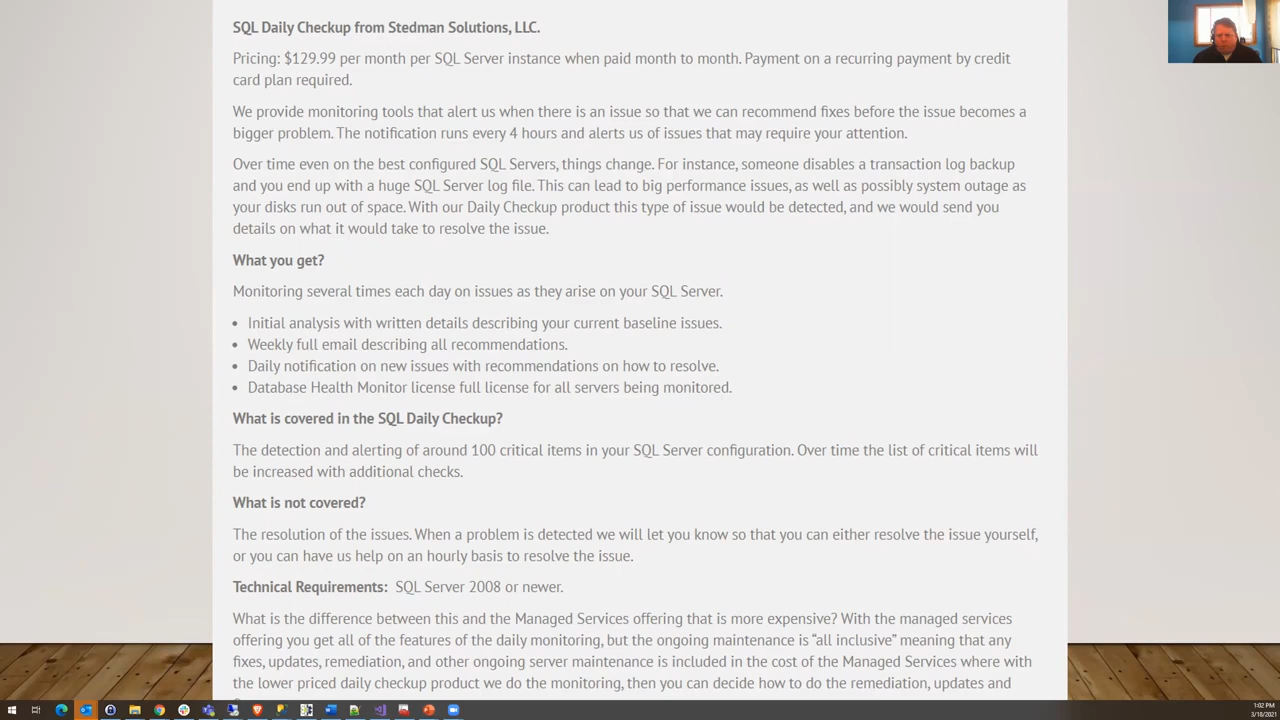 SQL Daily Checkup from Stedman Solutions, LLC.
Pricing: $129.99 per month per SQL Server instance when paid month to month. Payment on a recurring payment by credit
card plan required.
We provide monitoring tools that alert us when there is an issue so that we can recommend fixes before the issue becomes a
bigger problem. The notification runs every 4 hours and alerts us of issues that may require your attention.
Over time even on the best configured SQL Servers, things change. For instance, someone disables a transaction log backup
and you end up with a huge SQL Server log file. This can lead to big performance issues, as well as possibly system outage as
your disks run out of space. With our Daily Checkup product this type of issue would be detected, and we would send you
details on what it would take to resolve the issue.
What you get?
Monitoring several times each day on issues as they arise on your SQL Server.
• Initial analysis with written details describing your current baseline issues.
• Weekly full email describing all recommendations.
• Daily notification on new issues with recommendations on how to resolve.
• Database Health Monitor license full license for all servers being monitored.
What is covered in the SQL Daily Checkup?
The detection and alerting of around 100 critical items in your SQL Server configuration. Over time the list of critical items will
be increased with additional checks.
What is not covered?
The resolution of the issues. When a problem is detected we will let you know so that you can either resolve the issue yourself,
or you can have us help on an hourly basis to resolve the issue.
Technical Requirements: SQL Server 2008 or newer.
What is the difference between this and the Managed Services offering that is more expensive? With the managed services
offering you get all of the features of the daily monitoring, but the ongoing maintenance is “all inclusive” meaning that any
fixes, updates, remediation, and other ongoing server maintenance is included in the cost of the Managed Services where with
the lower priced daily checkup product we do the monitoring, then you can decide how to do the remediation, updates and
1:02 PM
3/18/2021